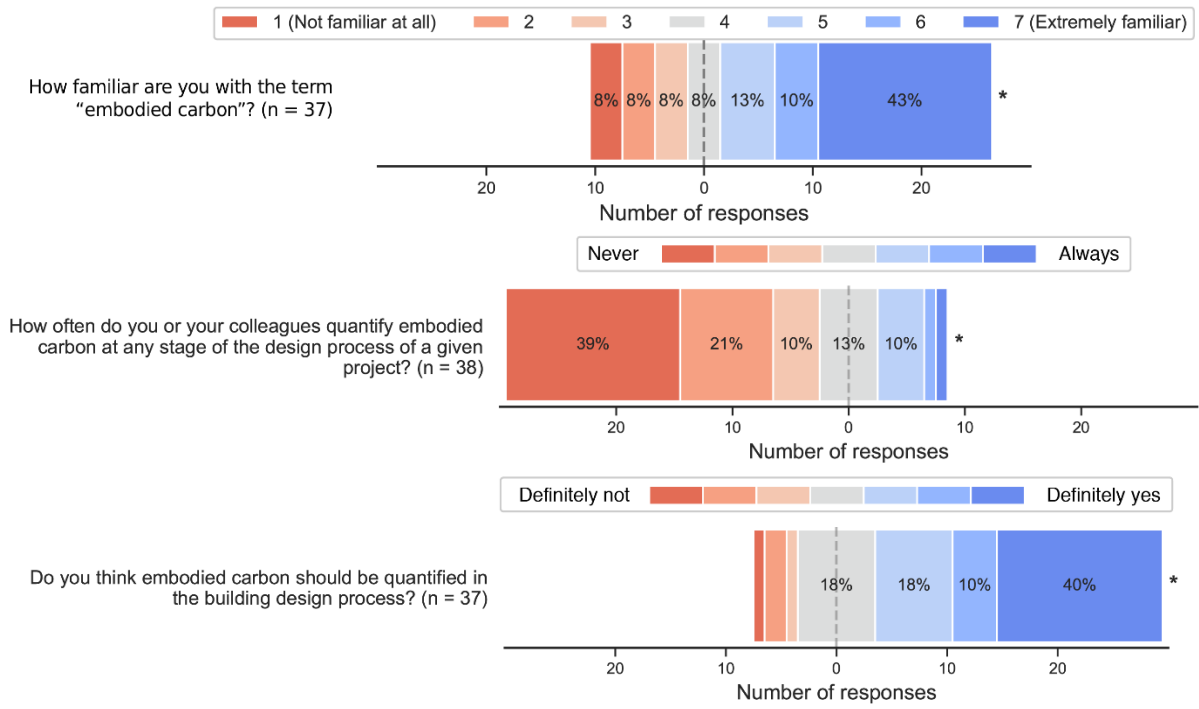 1 (Not familiar at all) 2 3 4 5 6 7 (Extremely familiar)
How familiar are you with the term
“embodied carbon”? (n = 37)
8% 8% 8% 8% 13% 10% 43% *
20 10 0 10 20
Number of responses
Never Always
How often do you or your colleagues quantify embodied
carbon at any stage of the design process of a given
project? (n = 38)
39% 21% 10% 13% 10% *
20 10 0 10 20
Number of responses
Definitely not Definitely yes
Do you think embodied carbon should be quantified in
the building design process? (n = 37)
18% 18% 10% 40% *
20 10 0 10 20
Number of responses